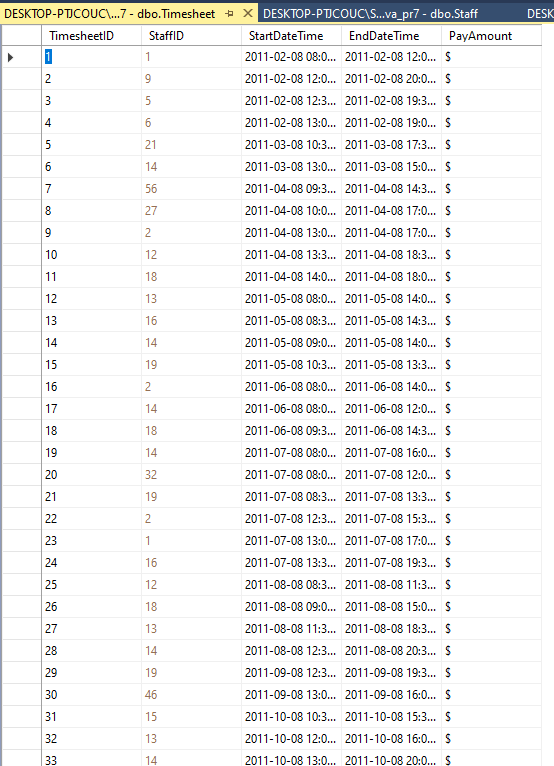 DESKTOP-PTJCOUC\...7 - dbo.Timesheet DESKTOP-PTJCOUC\S...va_pr7 - dbo.Staff DESK
TimesheetID StaffID StartDateTime EndDateTime PayAmount
1 1 2011-02-08 08:0... 2011-02-08 12:0... $
2 9 2011-02-08 12:0... 2011-02-08 20:0... $
3 5 2011-02-08 12:3... 2011-02-08 19:3... $
4 6 2011-02-08 13:0... 2011-02-08 19:0... $
5 21 2011-03-08 10:3... 2011-03-08 17:3... $
6 14 2011-03-08 13:0... 2011-03-08 15:0... $
7 56 2011-04-08 09:3... 2011-04-08 14:3... $
8 27 2011-04-08 10:0... 2011-04-08 17:0... $
9 2 2011-04-08 13:0... 2011-04-08 17:0... $
10 12 2011-04-08 13:3... 2011-04-08 18:3... $
11 18 2011-04-08 14:0... 2011-04-08 18:0... $
12 13 2011-05-08 08:0... 2011-05-08 14:0... $
13 16 2011-05-08 08:3... 2011-05-08 14:3... $
14 14 2011-05-08 09:0... 2011-05-08 14:0... $
15 19 2011-05-08 10:3... 2011-05-08 13:3... $
16 2 2011-06-08 08:0... 2011-06-08 14:0... $
17 14 2011-06-08 08:0... 2011-06-08 12:0... $
18 18 2011-06-08 09:3... 2011-06-08 14:3... $
19 14 2011-07-08 08:0... 2011-07-08 16:0... $
20 32 2011-07-08 08:0... 2011-07-08 12:0... $
21 19 2011-07-08 08:3... 2011-07-08 13:3... $
22 2 2011-07-08 12:3... 2011-07-08 15:3... $
23 1 2011-07-08 13:0... 2011-07-08 17:0... $
24 16 2011-07-08 13:3... 2011-07-08 19:3... $
25 12 2011-08-08 08:3... 2011-08-08 11:3... $
26 18 2011-08-08 09:0... 2011-08-08 15:0... $
27 13 2011-08-08 11:3... 2011-08-08 18:3... $
28 14 2011-08-08 12:3... 2011-08-08 20:3... $
29 19 2011-09-08 12:3... 2011-09-08 19:3... $
30 46 2011-09-08 13:0... 2011-09-08 16:0... $
31 15 2011-10-08 10:3... 2011-10-08 15:3... $
32 13 2011-10-08 12:0... 2011-10-08 16:0... $
33 14 2011-10-08 13:0... 2011-10-08 20:0... $